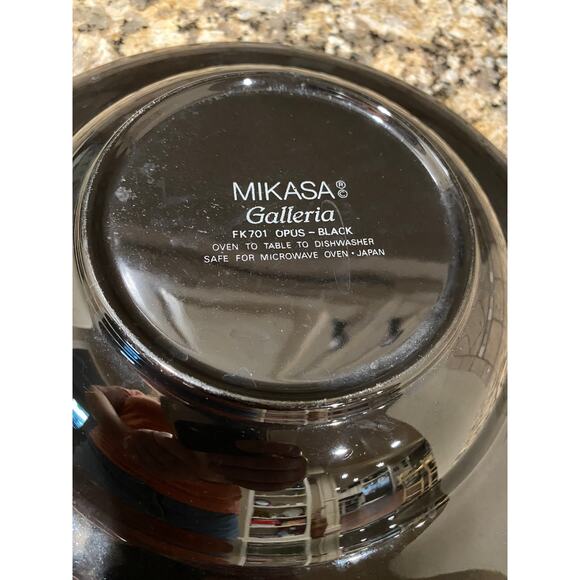 MIKASA®©
Galleria
FK701 OPUS – BLACK
OVEN TO TABLE TO DISHWASHER
SAFE FOR MICROWAVE OVEN • JAPAN